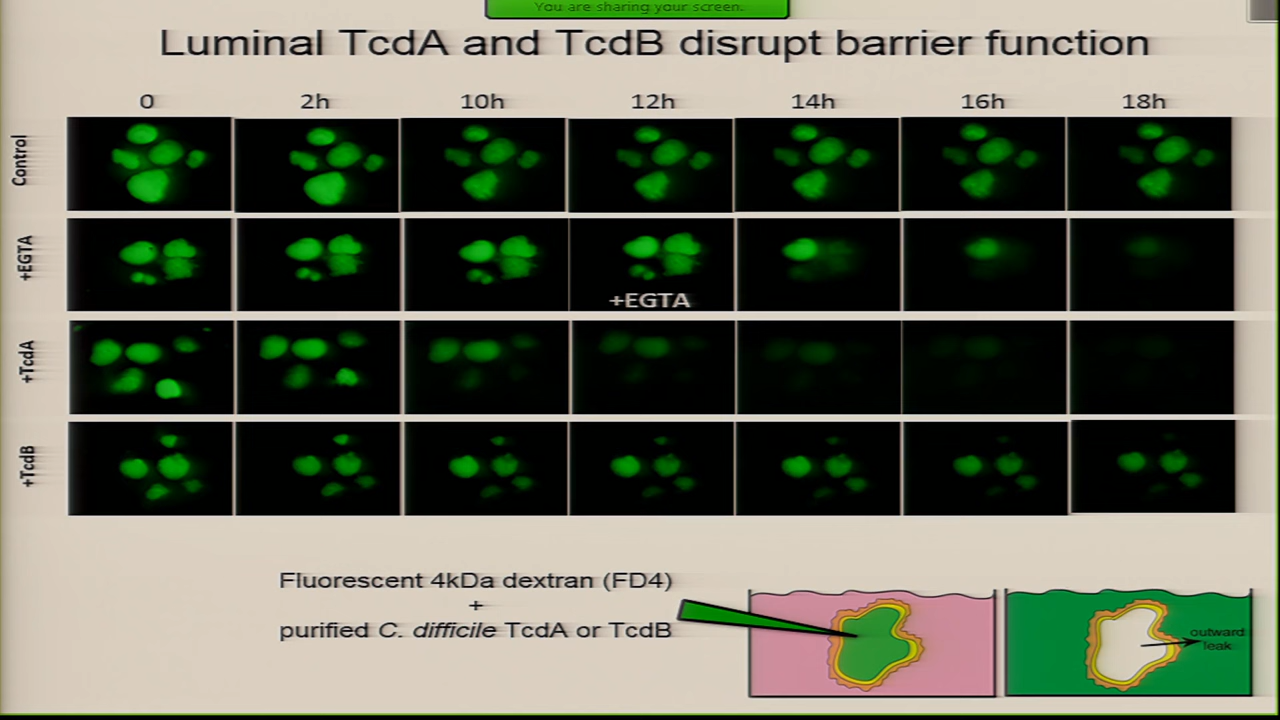 You are sharing your screen.
Luminal TcdA and TcdB disrupt barrier function
0 2h 10h 12h 14h 16h 18h
Control
+EGTA
+EGTA
+TcdA
+TcdB
Fluorescent 4kDa dextran (FD4)
+
purified C. difficile TcdA or TcdB
outward
leak